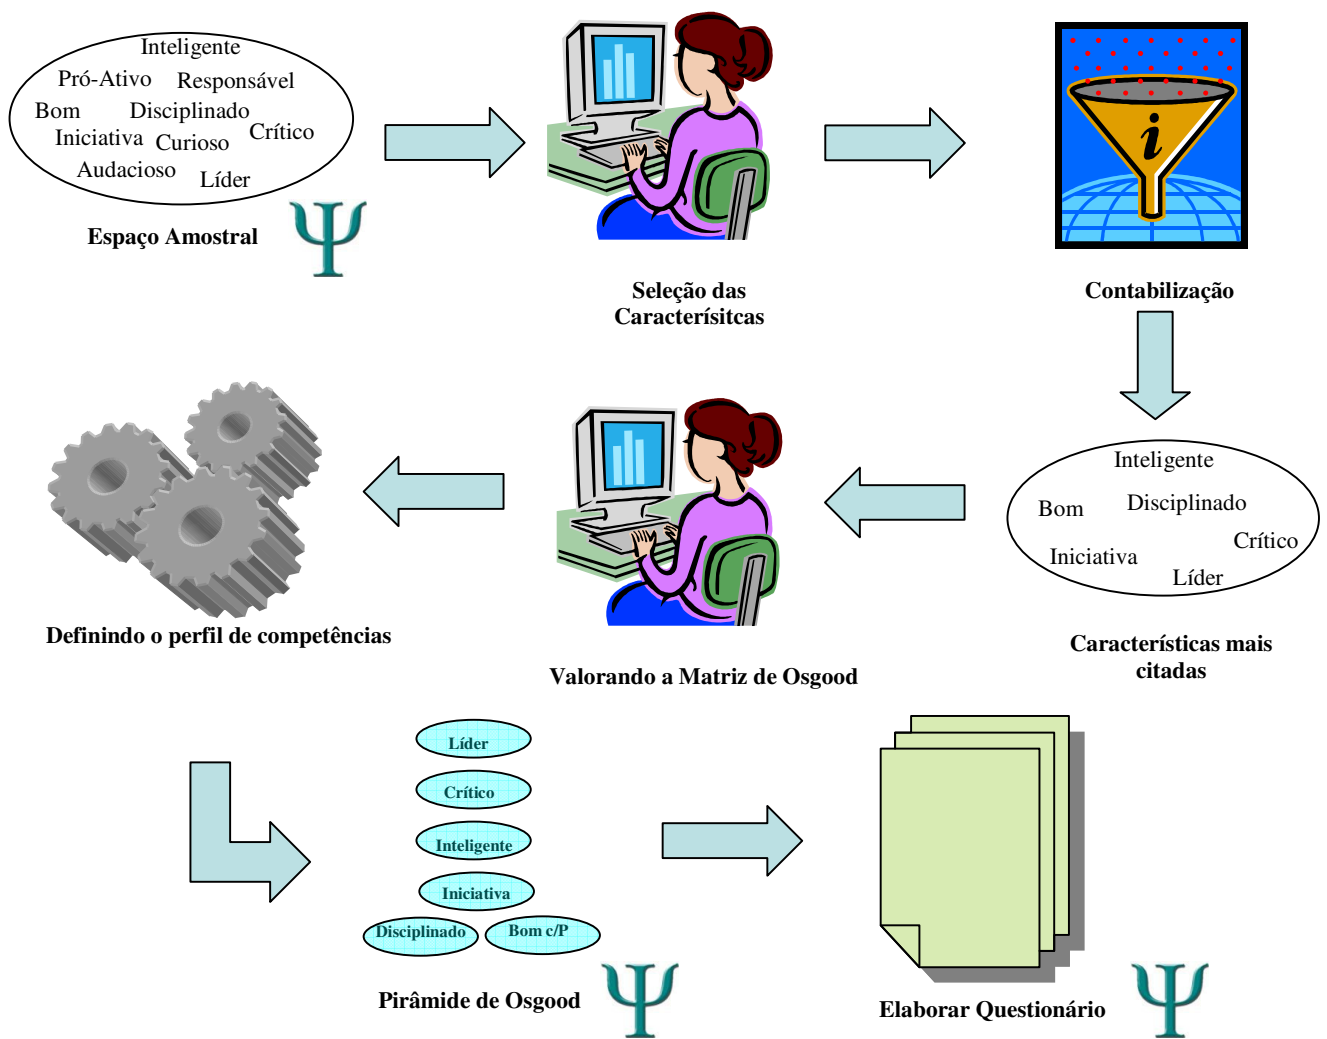 Inteligente
Pró-Ativo Responsável
Bom Disciplinado
Iniciativa Curioso Crítico
Audacioso Líder
Espaço Amostral
Seleção das
Caracterísitcas
i
Contabilização
Inteligente
Bom Disciplinado
Iniciativa Crítico
Líder
Características mais
citadas
Valorando a Matriz de Osgood
Definindo o perfil de competências
Líder
Crítico
Inteligente
Iniciativa
Disciplinado Bom c/P
Pirâmide de Osgood
Elaborar Questionário